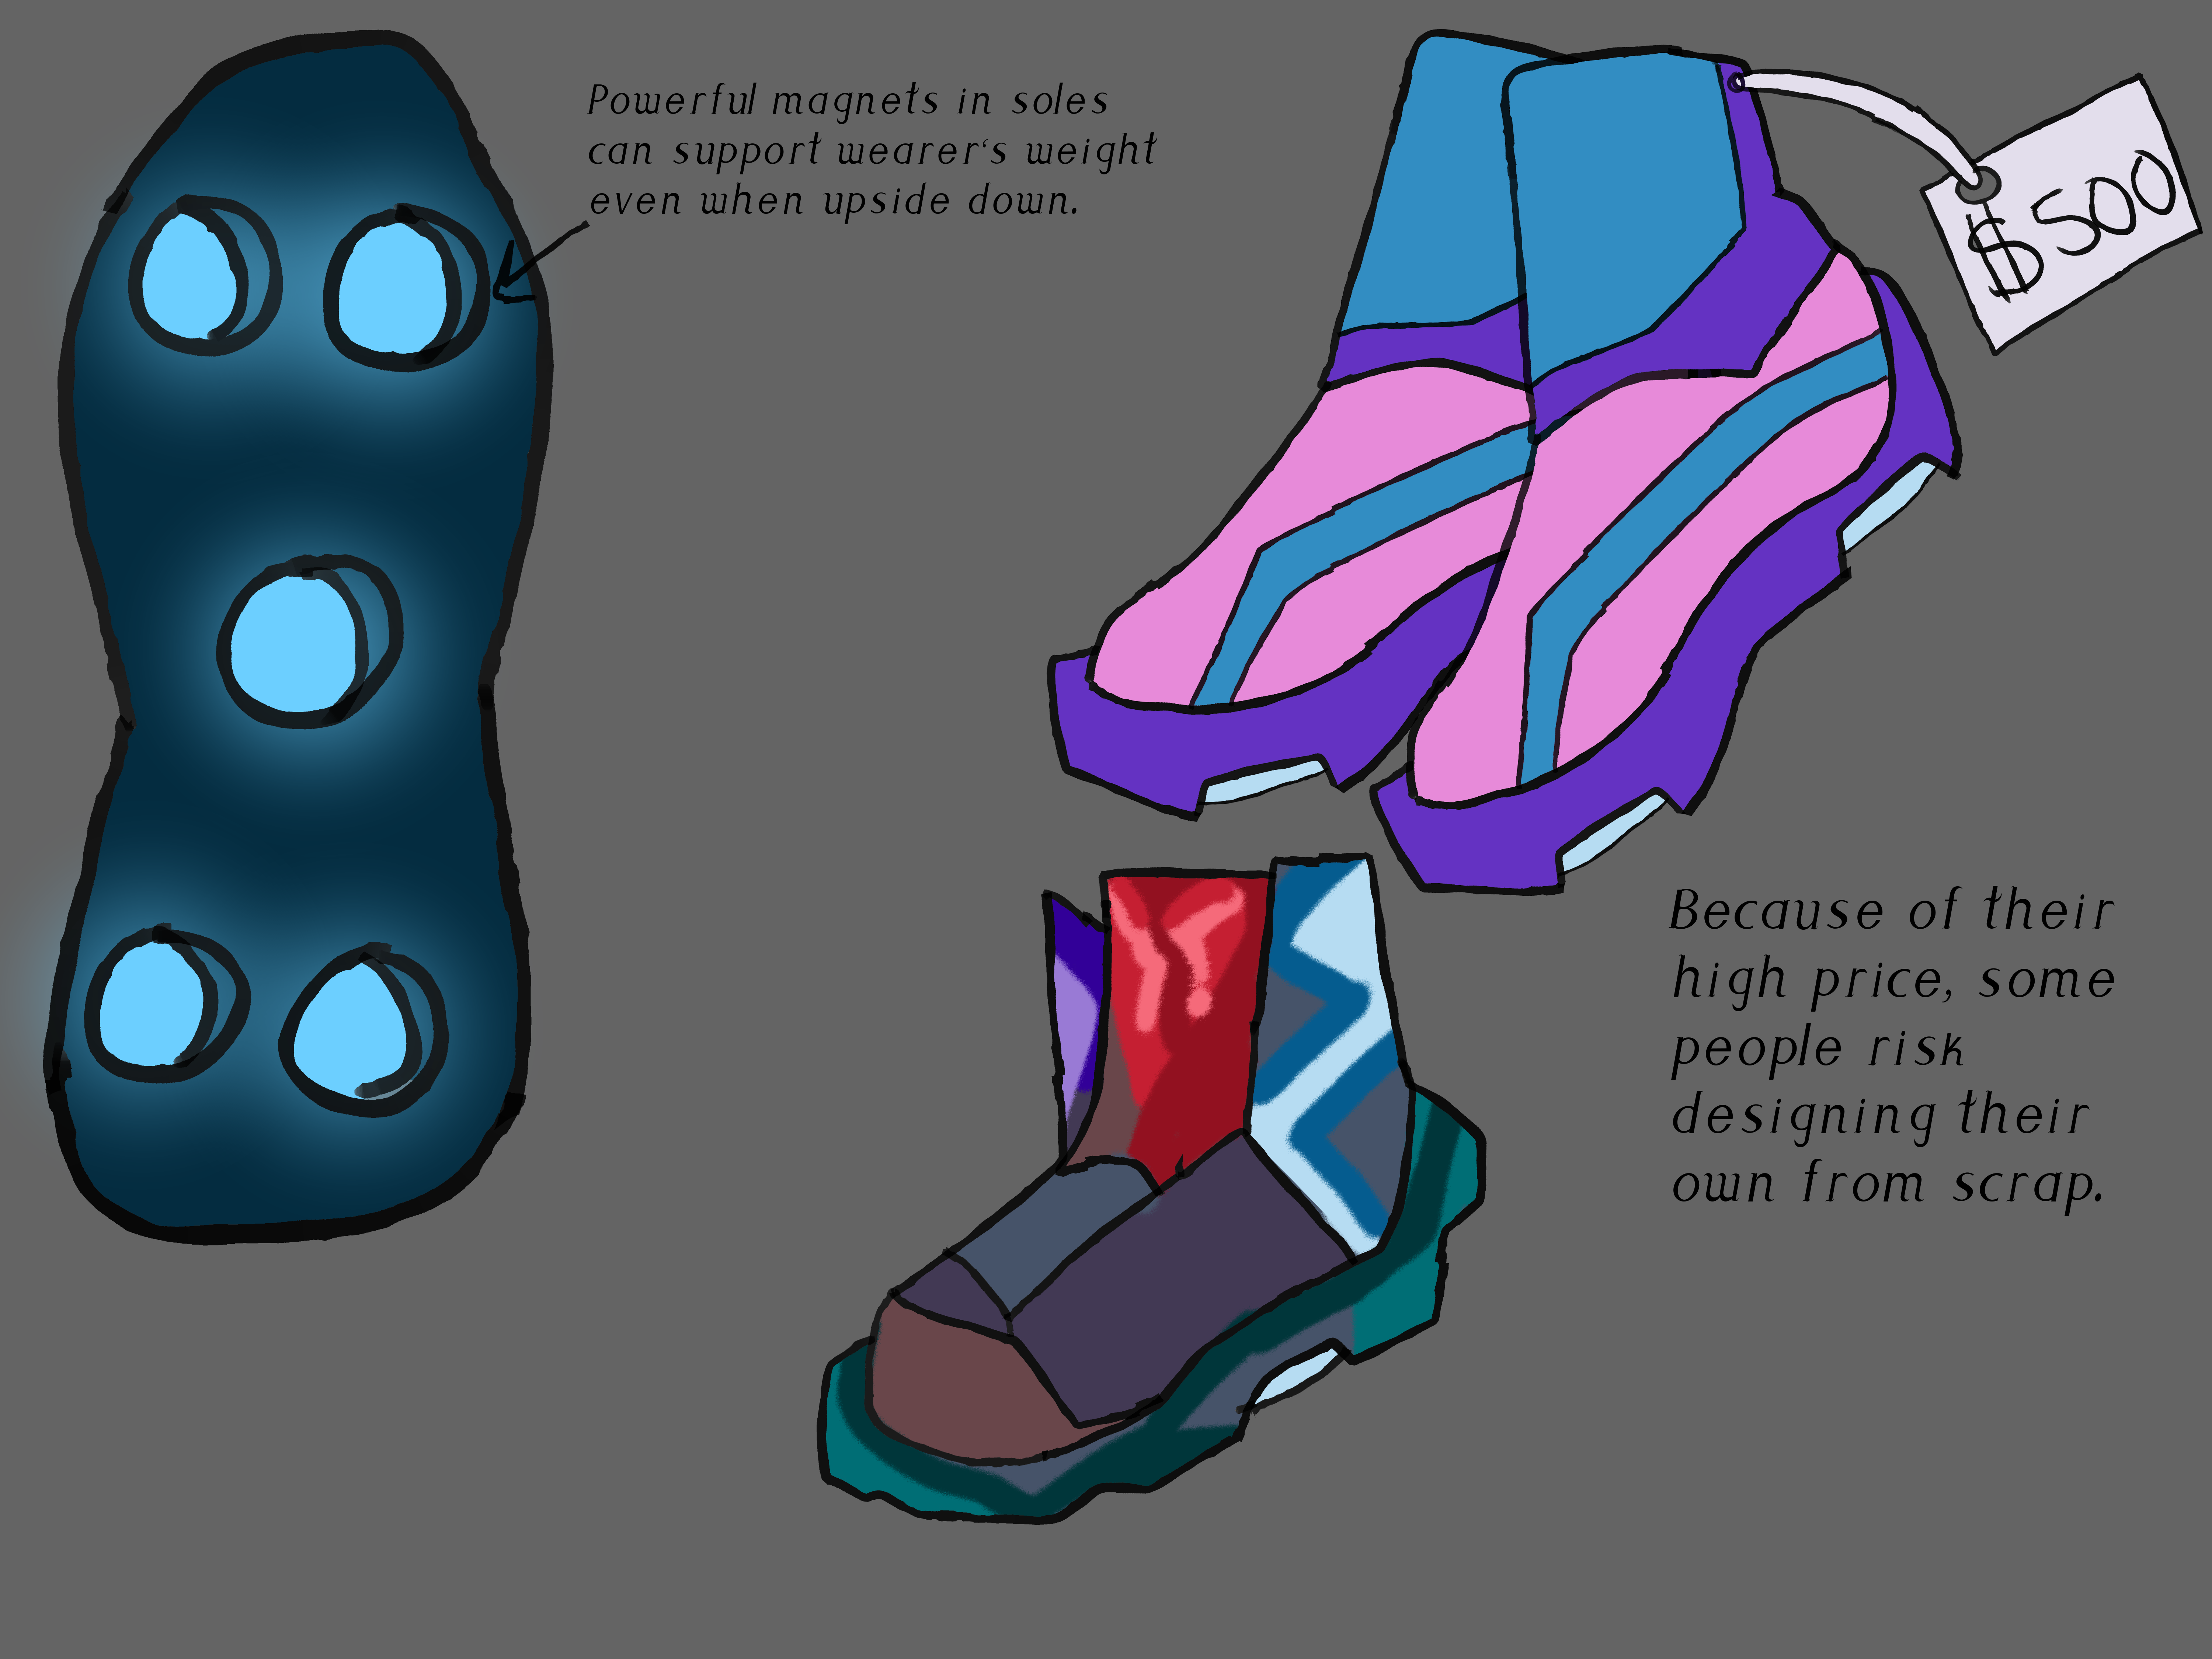 Powerful magnets in soles
can support wearer's weight
even when upside down.
$500
Because of their
high price, some
people risk
designing their
own from scrap.